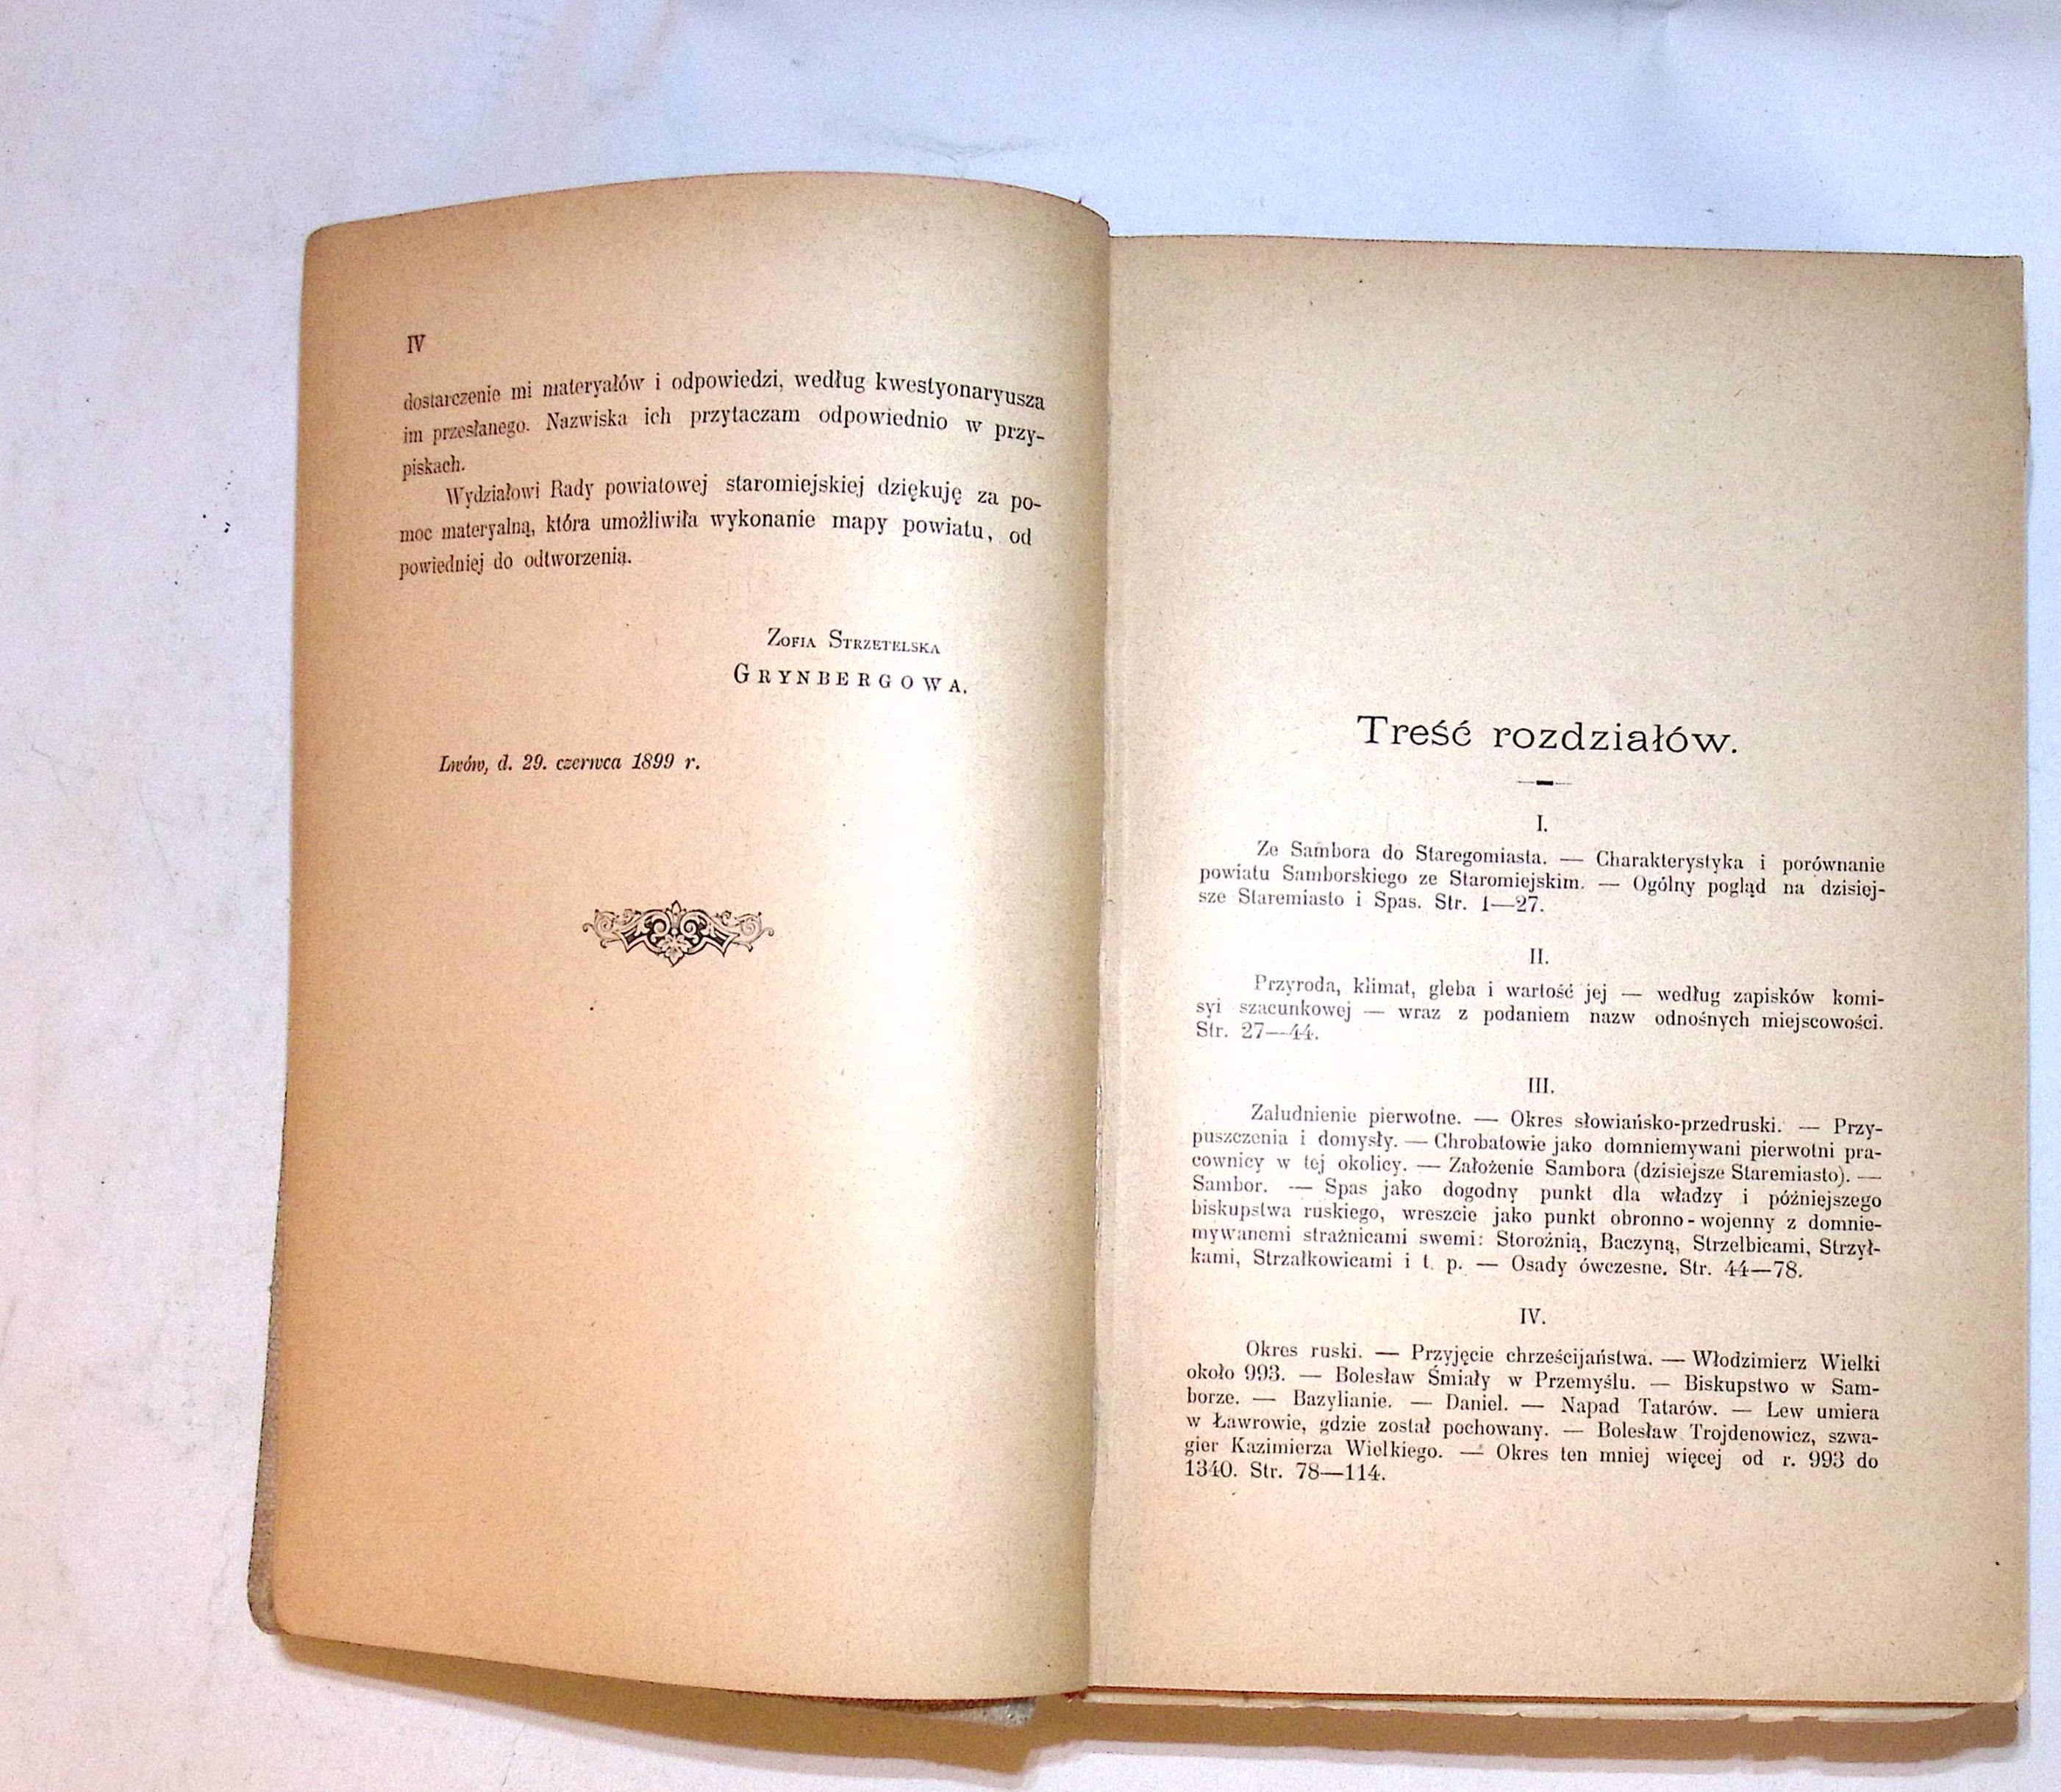 IV
dostarczenie mi materyałów i odpowiedzi, według kwestyonaryusza
im przesłanego. Nazwiska ich przytaczam odpowiednio w przy-
piskach.
Wydziałowi Rady powiatowej staromiejskiej dziękuję za po-
moc materyalną, która umożliwiła wykonanie mapy powiatu, od
powiedniej do odtworzenią.
Zofia Strzetelska
Grynbergowa.
Lwów, d. 29. czerwca 1899 r.
Treść rozdziałów.
I.
Ze Sambora do Staregomiasta. — Charakterystyka i porównanie
powiatu Samborskiego ze Staromiejskim. — Ogólny pogląd na dzisiej-
sze Staremiasto i Spas. Str. 1—27.
II.
Przyroda, klimat, gleba i wartość jej — według zapisków komi-
syi szacunkowej — wraz z podaniem nazw odnośnych miejscowości.
Str. 27—44.
III.
Zaludnienie pierwotne. — Okres słowiańsko-przedruski. — Przy-
puszczenia i domysły. — Chrobatowie jako domniemywani pierwotni pra-
cownicy w tej okolicy. — Założenie Sambora (dzisiejsze Staremiasto). —
Sambor. — Spas jako dogodny punkt dla władzy i późniejszego
biskupstwa ruskiego, wreszcie jako punkt obronno-wojenny z domnie-
mywanemi strażnicami swemi: Storożnią, Baczyną, Strzelbicami, Strzył-
kami, Strzałkowicami i t. p. — Osady ówczesne. Str. 44—78.
IV.
Okres ruski. — Przyjęcie chrześcijaństwa. — Włodzimierz Wielki
około 993. — Bolesław Śmiały w Przemyślu. — Biskupstwo w Sam-
borze. — Bazylianie. — Daniel. — Napad Tatarów. — Lew umiera
w Ławrowie, gdzie został pochowany. — Bolesław Trojdenowicz, szwa-
gier Kazimierza Wielkiego. — Okres ten mniej więcej od r. 993 do
1340. Str. 78—114.